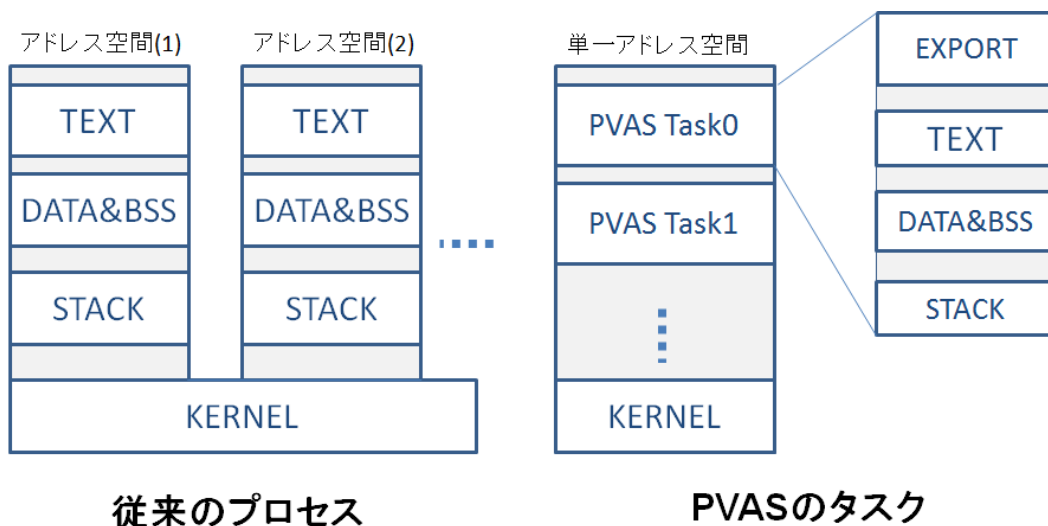 アドレス空間(1)
TEXT
DATA&BSS
STACK
アドレス空間(2)
TEXT
DATA&BSS
STACK
KERNEL
従来のプロセス
単一アドレス空間
PVAS Task0
PVAS Task1
KERNEL
EXPORT
TEXT
DATA&BSS
STACK
PVASのタスク